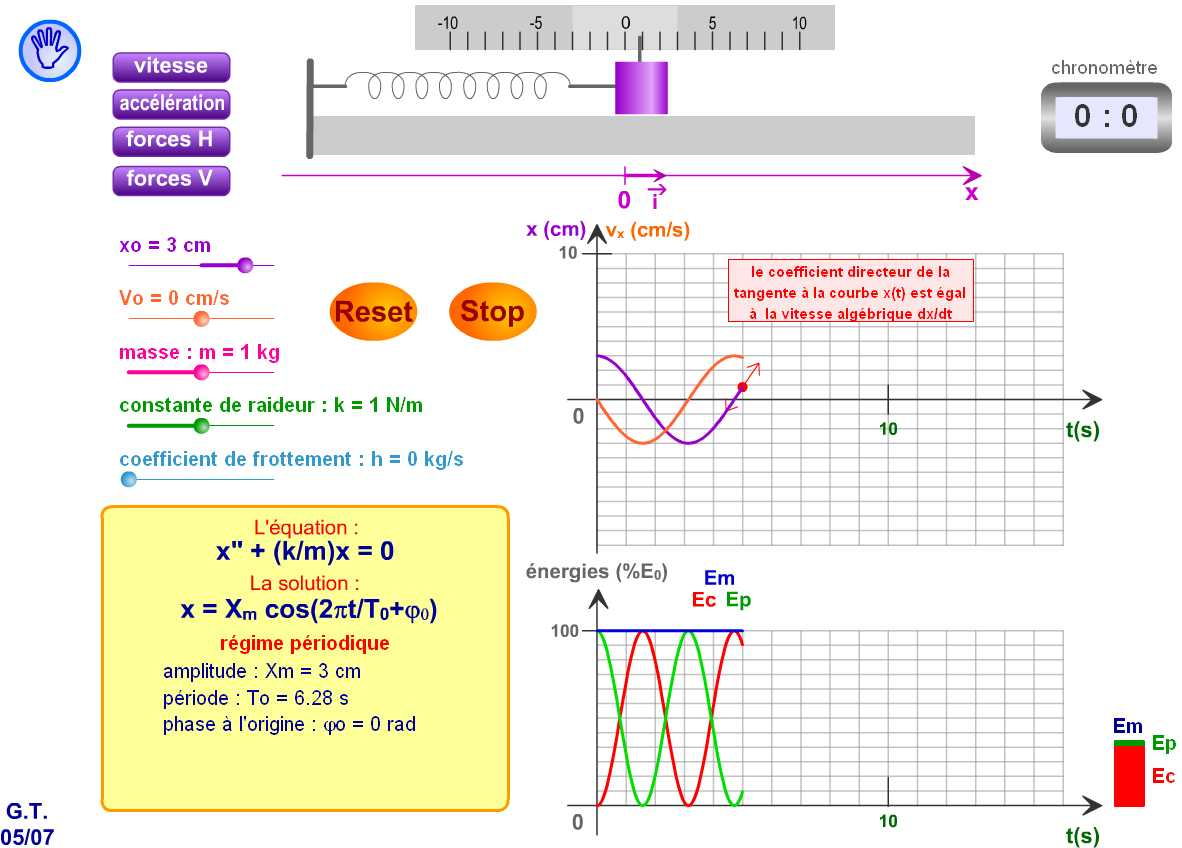 -10 -5 0 5 10
vitesse
accélération
forces H
forces V
chronomètre
0 : 0
0 i x
xo = 3 cm
Vo = 0 cm/s
masse : m = 1 kg
constante de raideur : k = 1 N/m
coefficient de frottement : h = 0 kg/s
Reset Stop
x (cm) vₓ (cm/s)
10
le coefficient directeur de la
tangente à la courbe x(t) est égal
à la vitesse algébrique dx/dt
0
10
t(s)
L'équation :
x" + (k/m)x = 0
La solution :
x = Xₘ cos(2πt/T₀+φ₀)
régime périodique
amplitude : Xm = 3 cm
période : To = 6.28 s
phase à l'origine : φo = 0 rad
énergies (%E₀)
Em
Ec Ep
100
0
10
t(s)
Em
Ep
Ec
G.T.
05/07